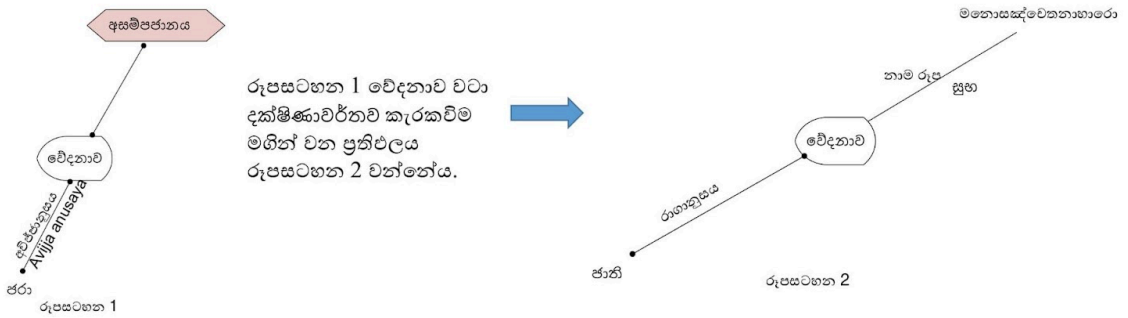 අසම්පජානය
වේදනාව
අවිජ්ජානුසය
Avijja anusaya
ජරා
රූපසටහන 1
රූපසටහන 1 වේදනාව වටා
දක්ෂිණාවර්තව කැරකවීම
මගින් වන ප්‍රතිඵලය
රූපසටහන 2 වන්නේය.
මනොසඤ්චෙතනාහාරො
නාම රූප
සුභ
වේදනාව
රාගානුසය
ජාති
රූපසටහන 2